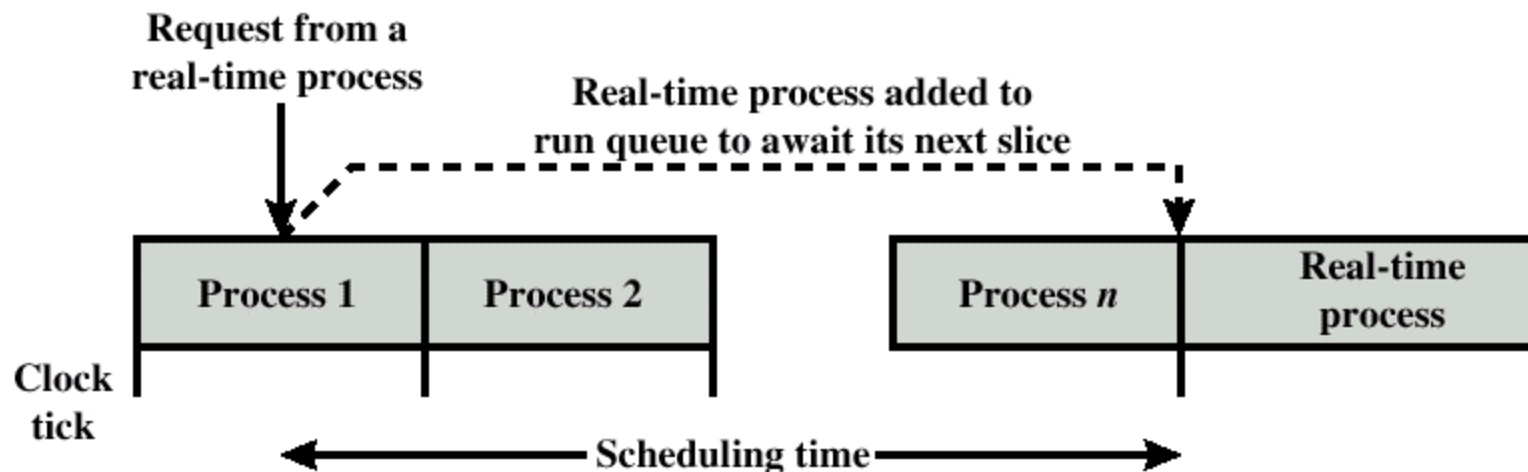 Request from a
real-time process
Real-time process added to
run queue to await its next slice
Process 1
Process 2
Process n
Real-time
process
Clock
tick
Scheduling time